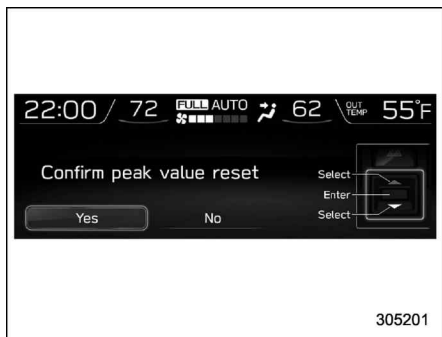 22:00 72 FULL AUTO 62 OUT TEMP 55°F
Confirm peak value reset
Select
Enter
Select
Yes No
305201